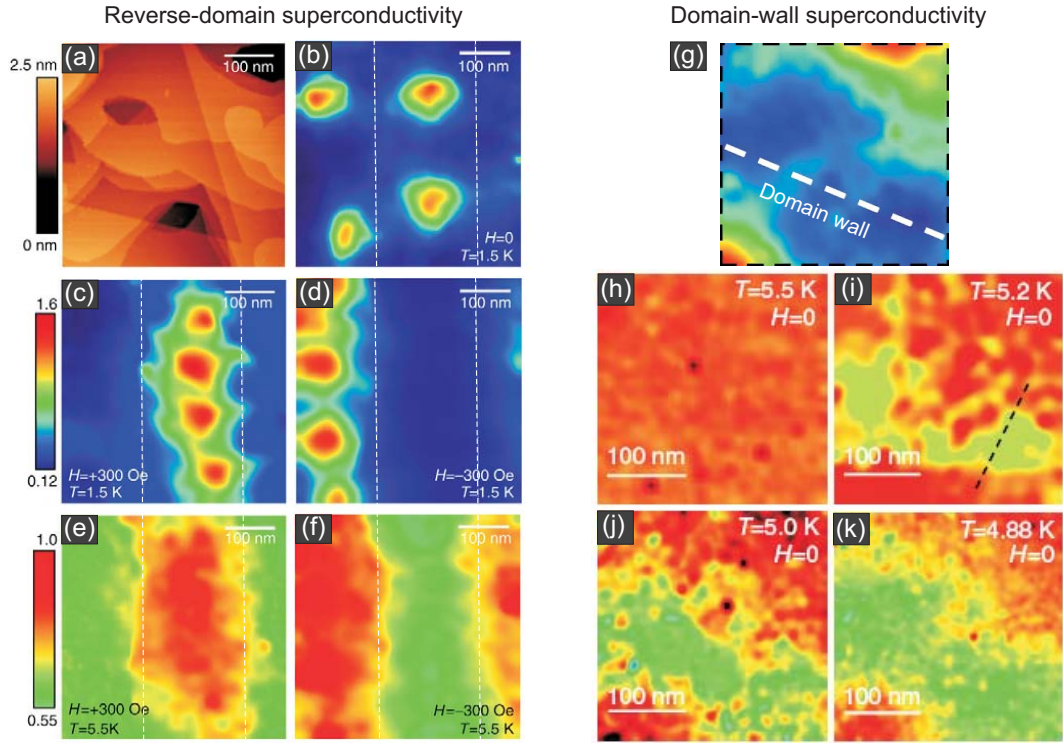 Reverse-domain superconductivity
Domain-wall superconductivity
(a)
2.5 nm
0 nm
100 nm
(b)
100 nm
H=0
T=1.5 K
(c)
1.6
0.12
100 nm
H=+300 Oe
T=1.5 K
(d)
100 nm
H=−300 Oe
T=1.5 K
(e)
1.0
0.55
100 nm
H=+300 Oe
T=5.5K
(f)
100 nm
H=−300 Oe
T=5.5 K
(g)
Domain wall
(h)
T=5.5 K
H=0
100 nm
(i)
T=5.2 K
H=0
100 nm
(j)
T=5.0 K
H=0
100 nm
(k)
T=4.88 K
H=0
100 nm